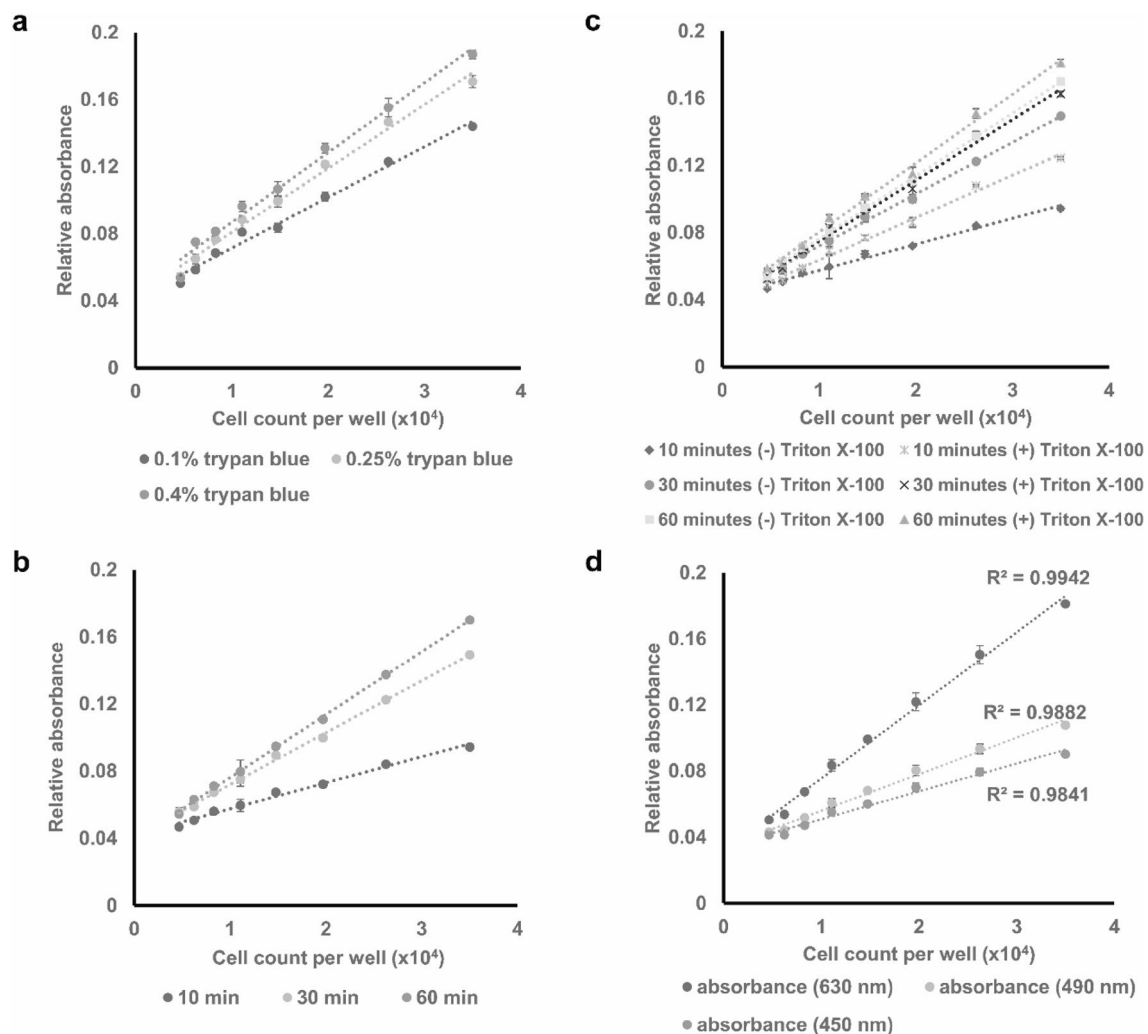 a
0.2
0.16
0.12
0.08
0.04
0
Relative absorbance
0 1 2 3 4
Cell count per well (x10⁴)
0.1% trypan blue 0.25% trypan blue
0.4% trypan blue
c
0.2
0.16
0.12
0.08
0.04
0
Relative absorbance
0 1 2 3 4
Cell count per well (x10⁴)
10 minutes (-) Triton X-100 10 minutes (+) Triton X-100
30 minutes (-) Triton X-100 30 minutes (+) Triton X-100
60 minutes (-) Triton X-100 60 minutes (+) Triton X-100
b
0.2
0.16
0.12
0.08
0.04
0
Relative absorbance
0 1 2 3 4
Cell count per well (x10⁴)
10 min 30 min 60 min
d
0.2
0.16
0.12
0.08
0.04
0
Relative absorbance
R² = 0.9942
R² = 0.9882
R² = 0.9841
0 1 2 3 4
Cell count per well (x10⁴)
absorbance (630 nm) absorbance (490 nm)
absorbance (450 nm)